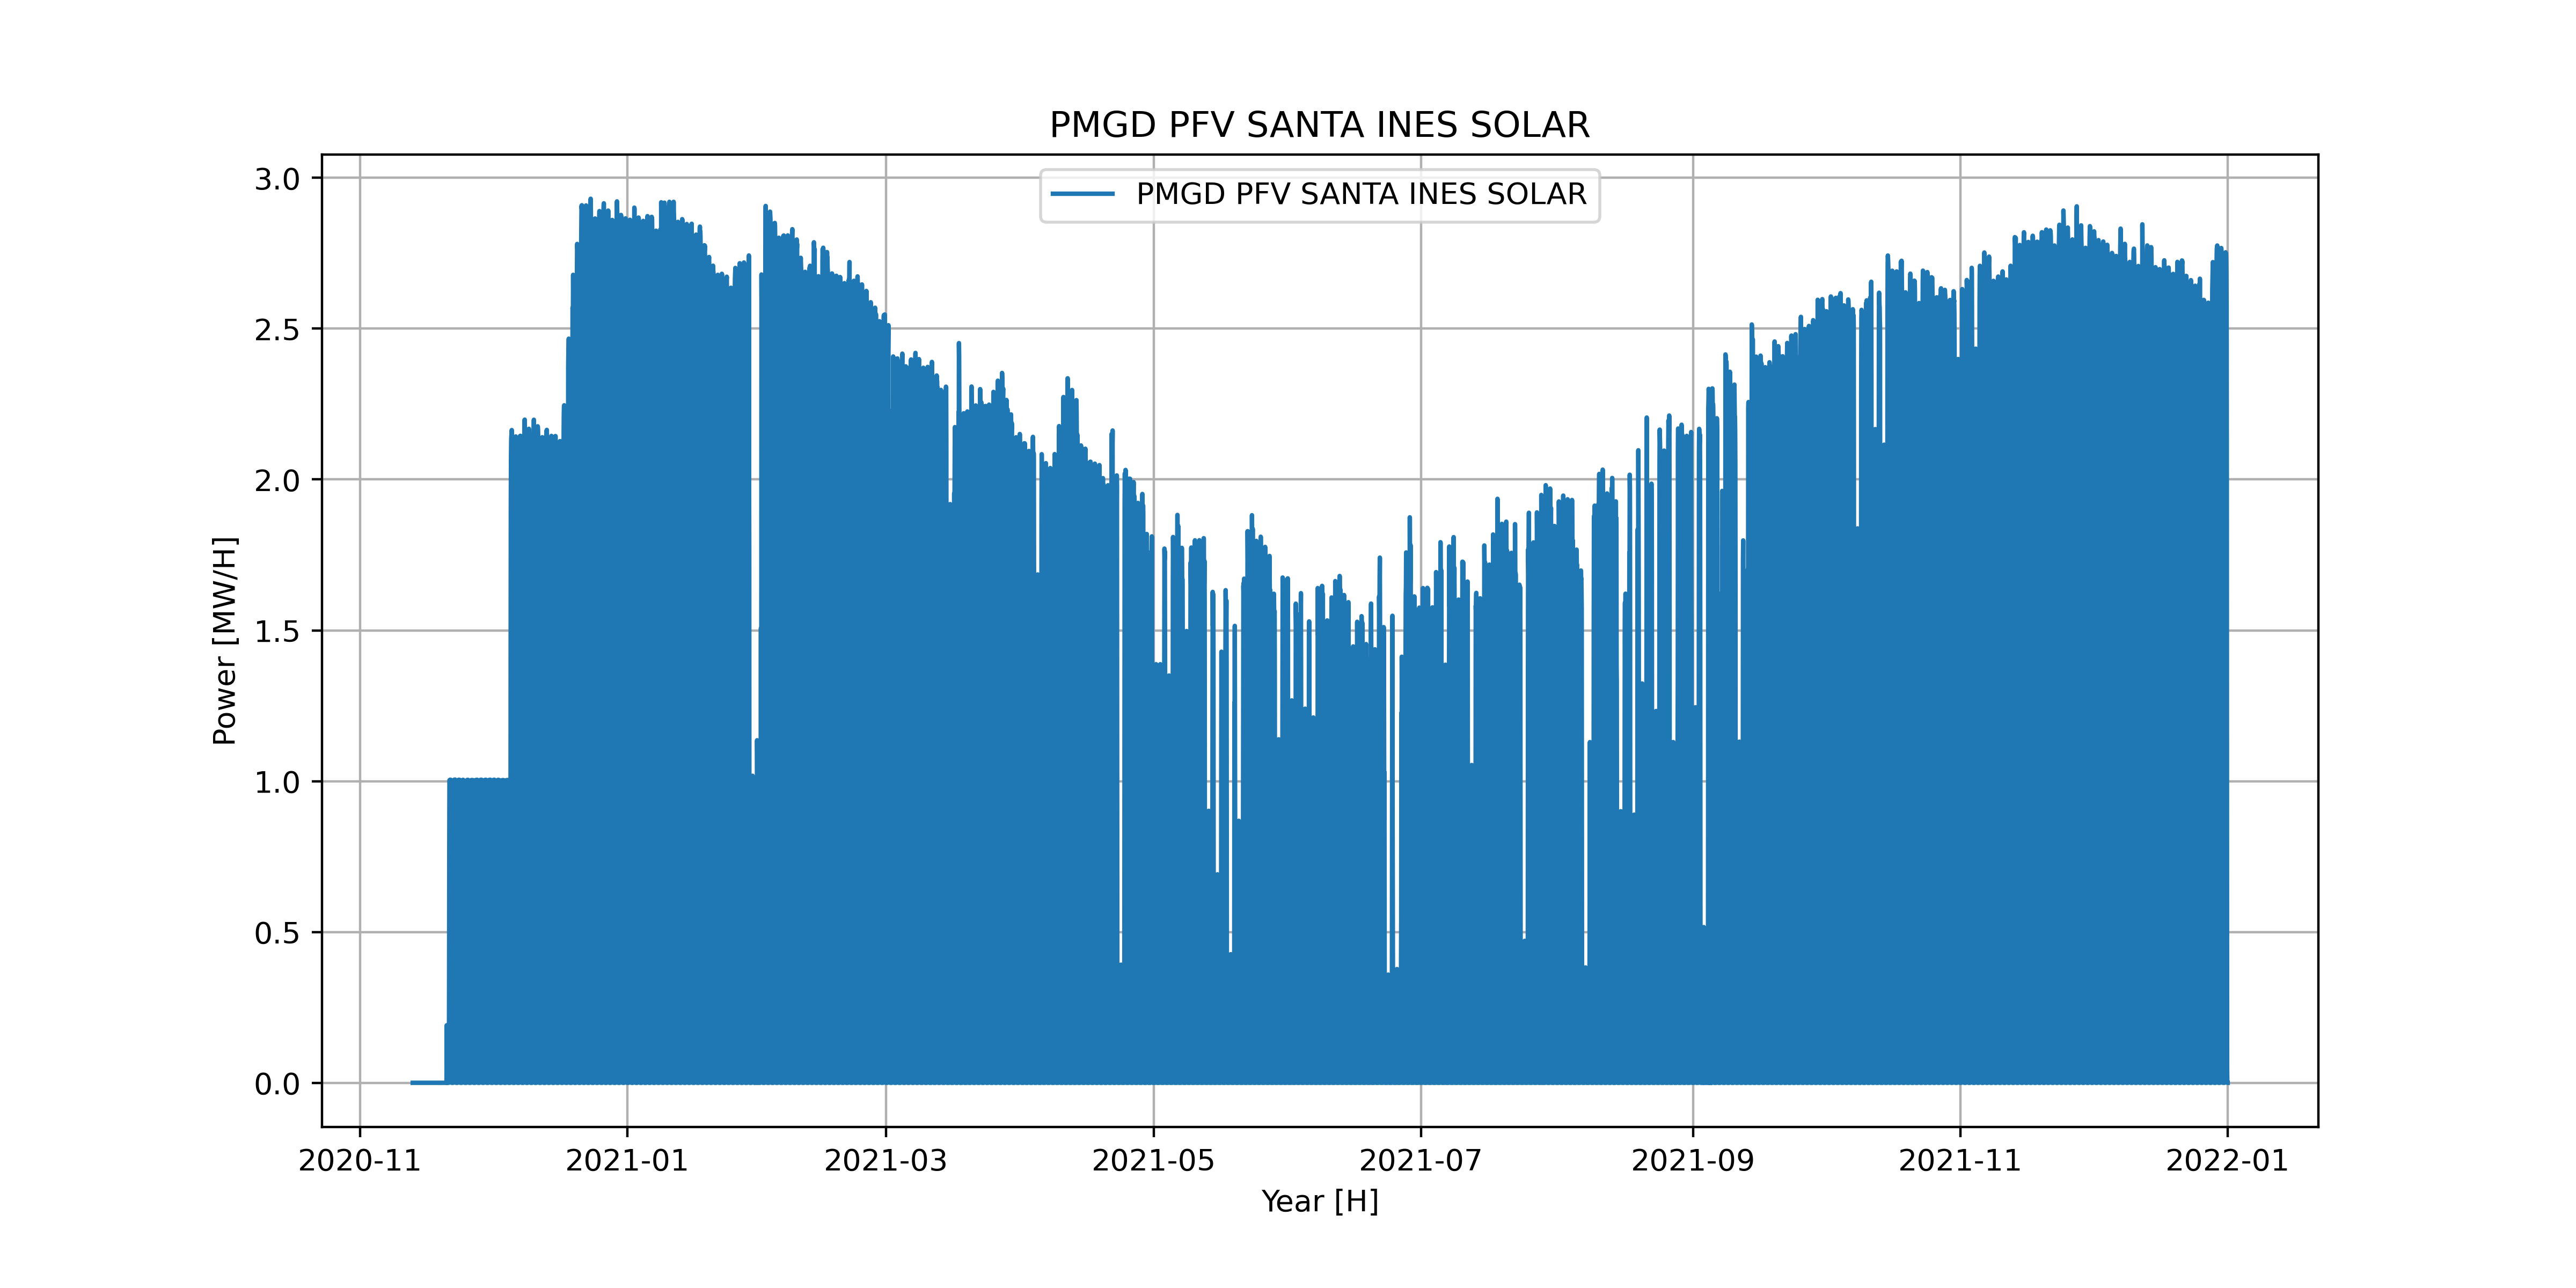 PMGD PFV SANTA INES SOLAR
PMGD PFV SANTA INES SOLAR
3.0
2.5
2.0
1.5
1.0
0.5
0.0
Power [MW/H]
2020-11 2021-01 2021-03 2021-05 2021-07 2021-09 2021-11 2022-01
Year [H]